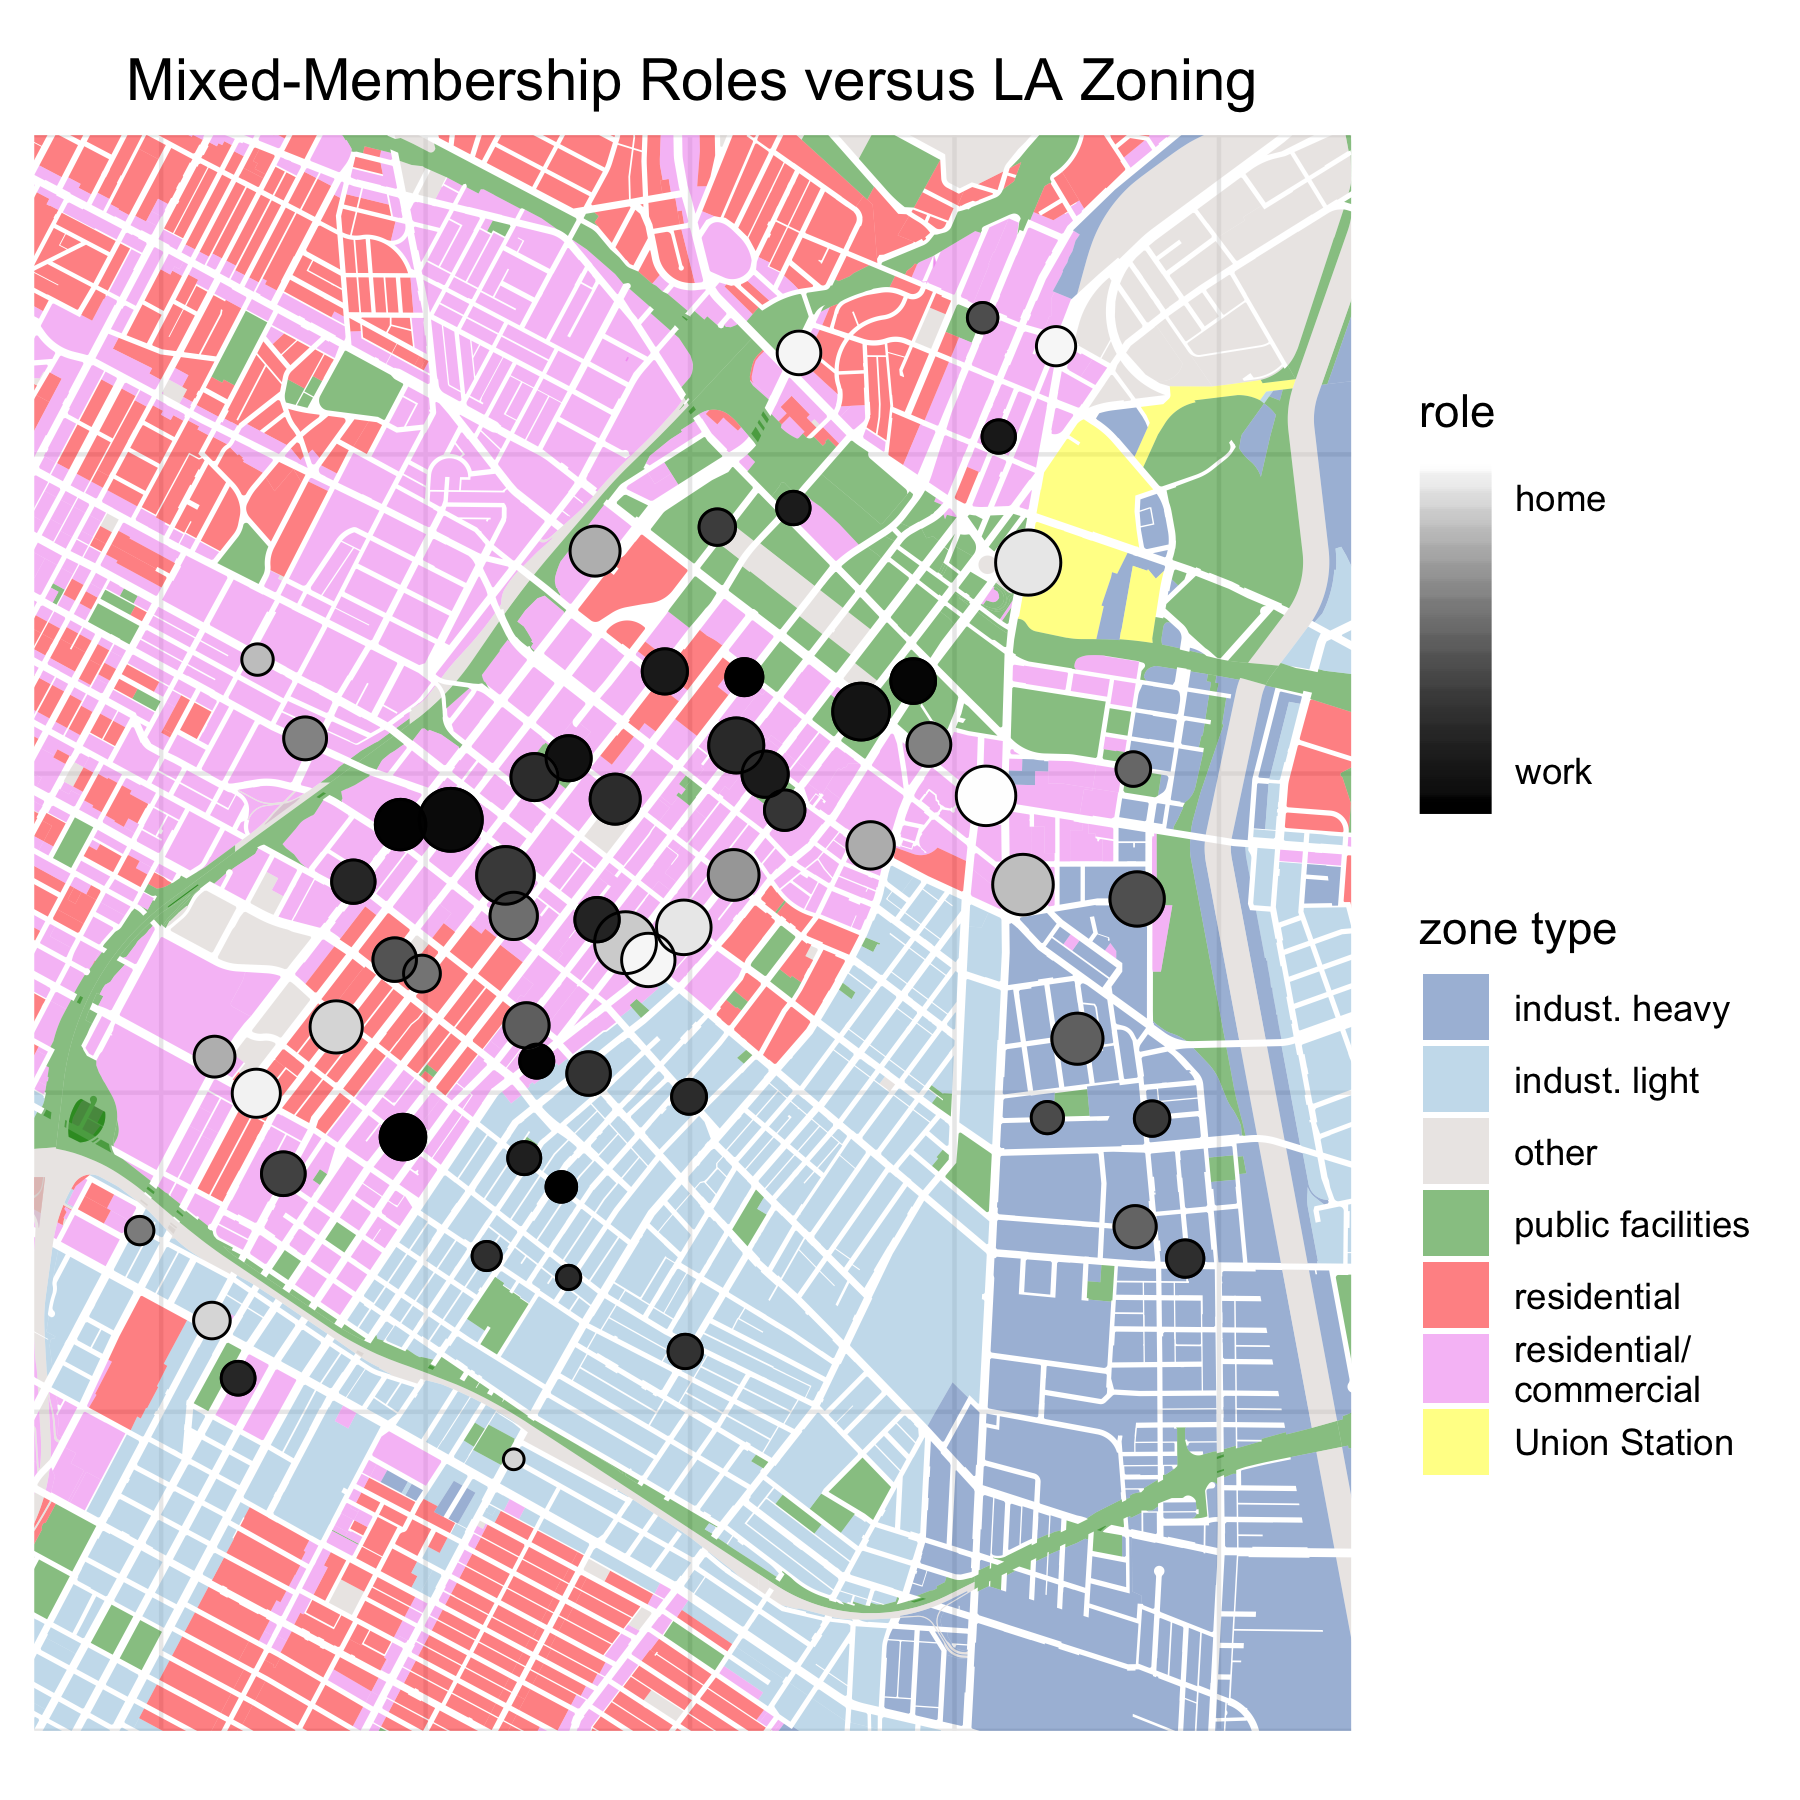 Mixed-Membership Roles versus LA Zoning
role
home
work
zone type
indust. heavy
indust. light
other
public facilities
residential
residential/
commercial
Union Station